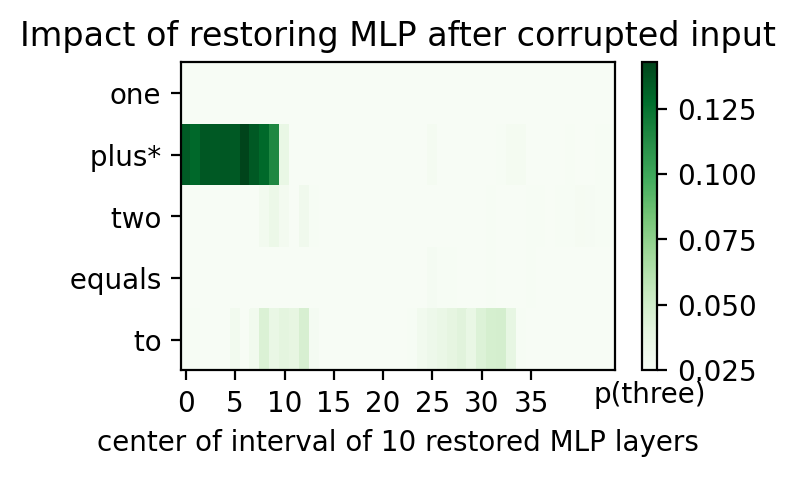 Impact of restoring MLP after corrupted input
one
plus*
two
equals
to
0 5 10 15 20 25 30 35
center of interval of 10 restored MLP layers
0.125
0.100
0.075
0.050
0.025
p(three)